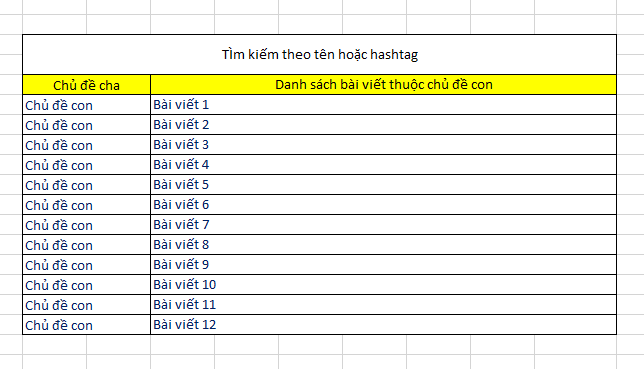 TÌm kiếm theo tên hoặc hashtag
Chủ đề cha Danh sách bài viết thuộc chủ đề con
Chủ đề con Bài viết 1
Chủ đề con Bài viết 2
Chủ đề con Bài viết 3
Chủ đề con Bài viết 4
Chủ đề con Bài viết 5
Chủ đề con Bài viết 6
Chủ đề con Bài viết 7
Chủ đề con Bài viết 8
Chủ đề con Bài viết 9
Chủ đề con Bài viết 10
Chủ đề con Bài viết 11
Chủ đề con Bài viết 12